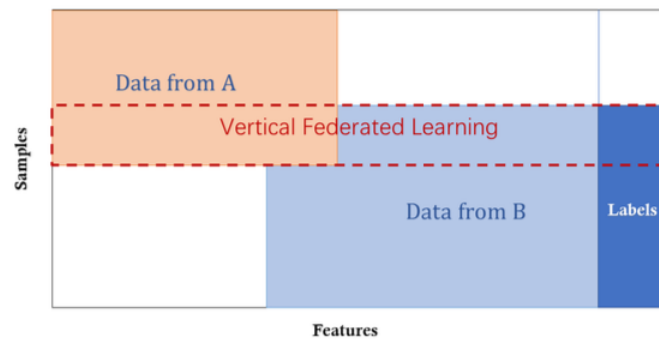 Data from A
Vertical Federated Learning
Samples
Data from B
Labels
Features